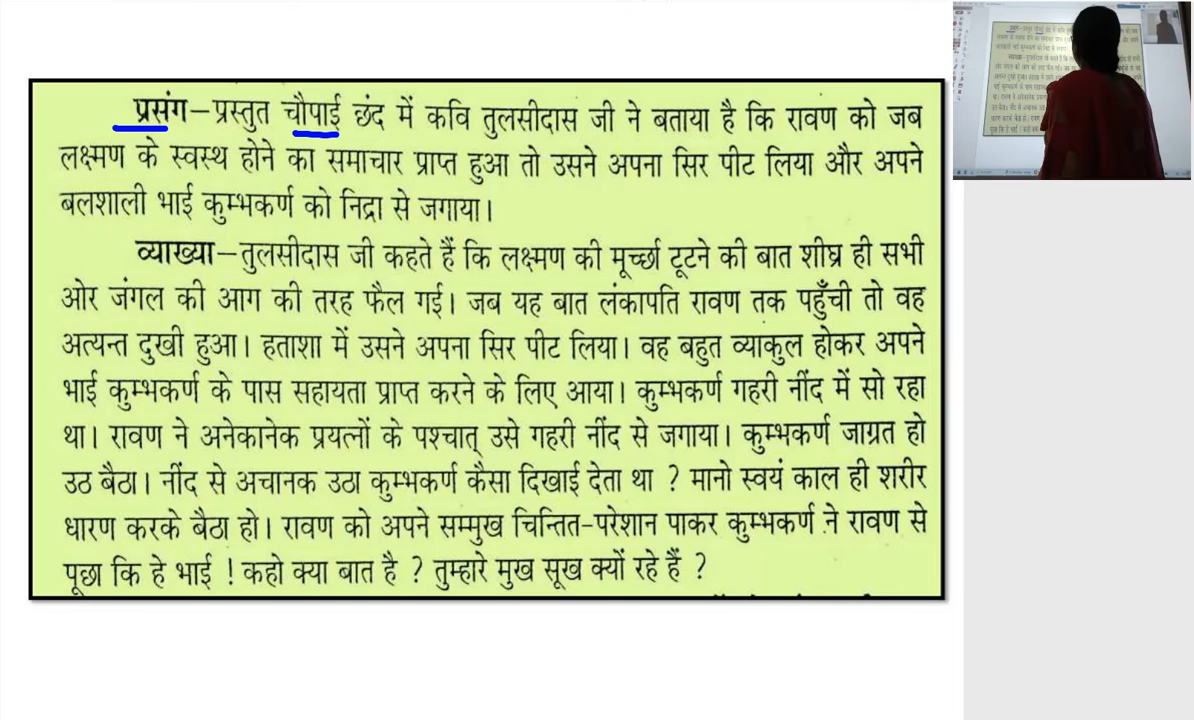 प्रसंग–प्रस्तुत चौपाई छंद में कवि तुलसीदास जी ने बताया है कि रावण को जब
लक्ष्मण के स्वस्थ होने का समाचार प्राप्त हुआ तो उसने अपना सिर पीट लिया और अपने
बलशाली भाई कुम्भकर्ण को निद्रा से जगाया।
व्याख्या–तुलसीदास जी कहते हैं कि लक्ष्मण की मूर्च्छा टूटने की बात शीघ्र ही सभी
ओर जंगल की आग की तरह फैल गई। जब यह बात लंकापति रावण तक पहुँची तो वह
अत्यन्त दुखी हुआ। हताशा में उसने अपना सिर पीट लिया। वह बहुत व्याकुल होकर अपने
भाई कुम्भकर्ण के पास सहायता प्राप्त करने के लिए आया। कुम्भकर्ण गहरी नींद में सो रहा
था। रावण ने अनेकानेक प्रयत्नों के पश्चात् उसे गहरी नींद से जगाया। कुम्भकर्ण जाग्रत हो
उठ बैठा। नींद से अचानक उठा कुम्भकर्ण कैसा दिखाई देता था ? मानो स्वयं काल ही शरीर
धारण करके बैठा हो। रावण को अपने सम्मुख चिन्तित-परेशान पाकर कुम्भकर्ण ने रावण से
पूछा कि हे भाई ! कहो क्या बात है ? तुम्हारे मुख सूख क्यों रहे हैं ?